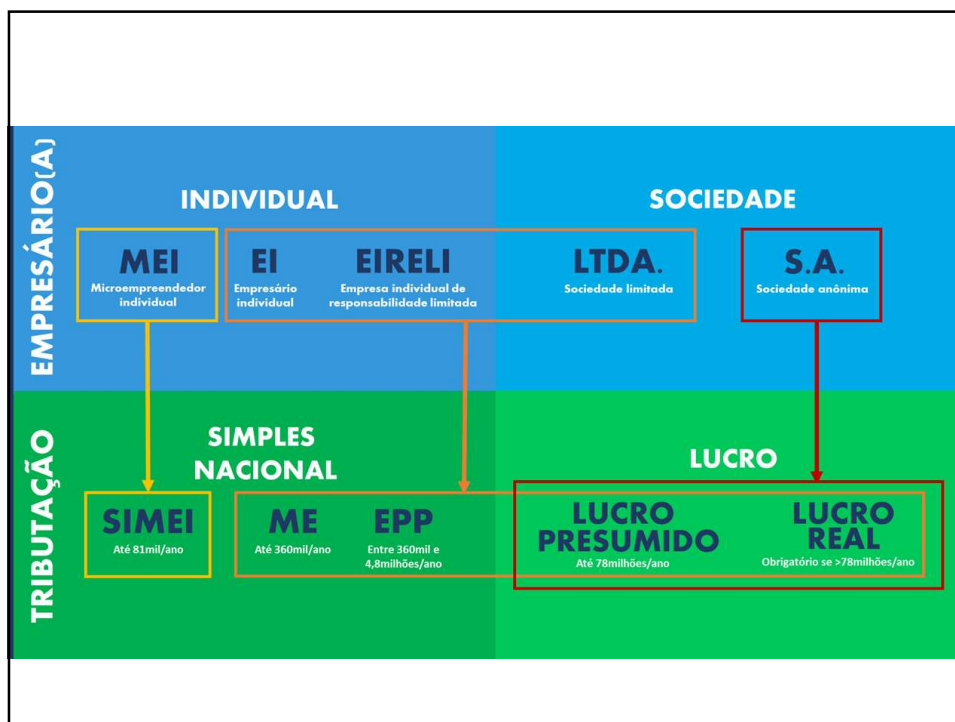 EMPRESÁRIO(A)
INDIVIDUAL
SOCIEDADE
MEI
Microempreendedor
individual
EI
Empresário
individual
EIRELI
Empresa individual de
responsabilidade limitada
LTDA.
Sociedade limitada
S.A.
Sociedade anônima
TRIBUTAÇÃO
SIMPLES
NACIONAL
LUCRO
SIMEI
Até 81mil/ano
ME
Até 360mil/ano
EPP
Entre 360mil e
4,8milhões/ano
LUCRO
PRESUMIDO
Até 78milhões/ano
LUCRO
REAL
Obrigatório se >78milhões/ano